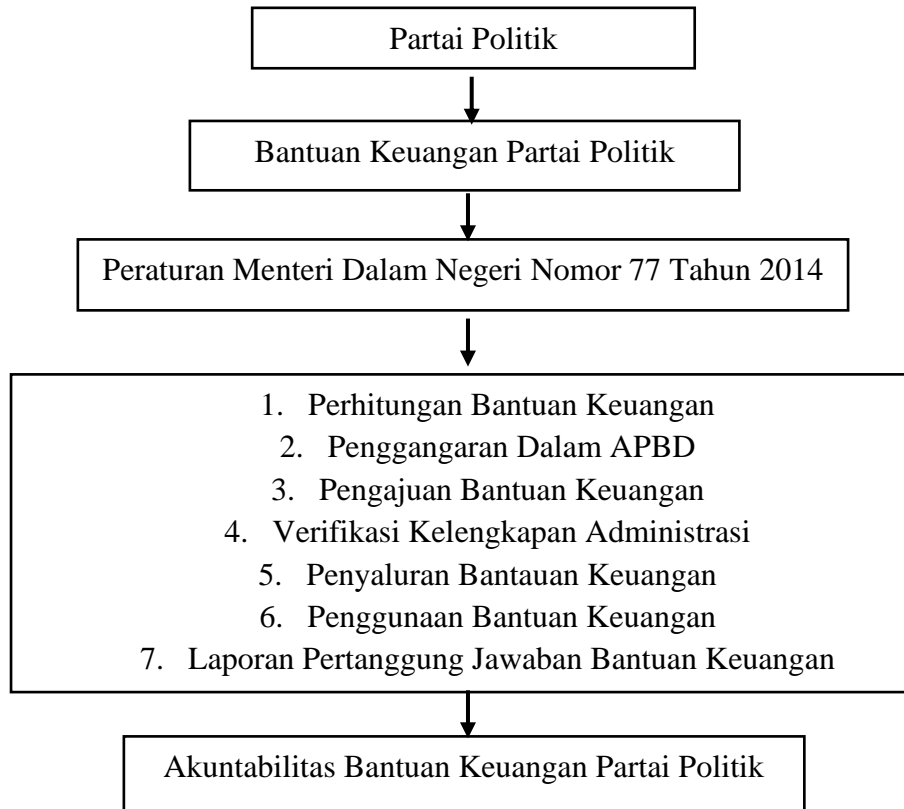 Partai Politik
Bantuan Keuangan Partai Politik
Peraturan Menteri Dalam Negeri Nomor 77 Tahun 2014
1. Perhitungan Bantuan Keuangan
2. Penggangaran Dalam APBD
3. Pengajuan Bantuan Keuangan
4. Verifikasi Kelengkapan Administrasi
5. Penyaluran Bantauan Keuangan
6. Penggunaan Bantuan Keuangan
7. Laporan Pertanggung Jawaban Bantuan Keuangan
Akuntabilitas Bantuan Keuangan Partai Politik